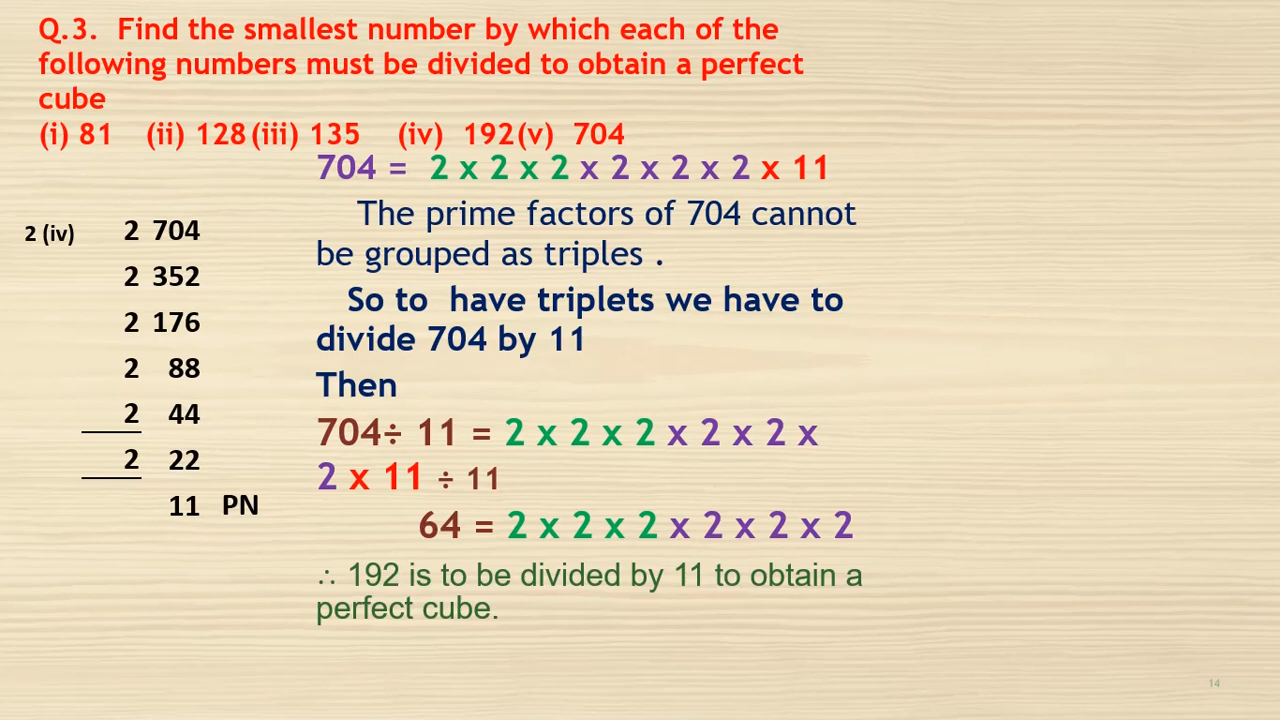 Q.3. Find the smallest number by which each of the
following numbers must be divided to obtain a perfect
cube
(i) 81 (ii) 128 (iii) 135 (iv) 192 (v) 704
704 = 2 x 2 x 2 x 2 x 2 x 2 x 11
The prime factors of 704 cannot
be grouped as triples .
So to have triplets we have to
divide 704 by 11
Then
704÷ 11 = 2 x 2 x 2 x 2 x 2 x
2 x 11 ÷ 11
64 = 2 x 2 x 2 x 2 x 2 x 2
∴ 192 is to be divided by 11 to obtain a
perfect cube.
2 (iv)
2 704
2 352
2 176
2 88
2 44
2 22
11 PN
14